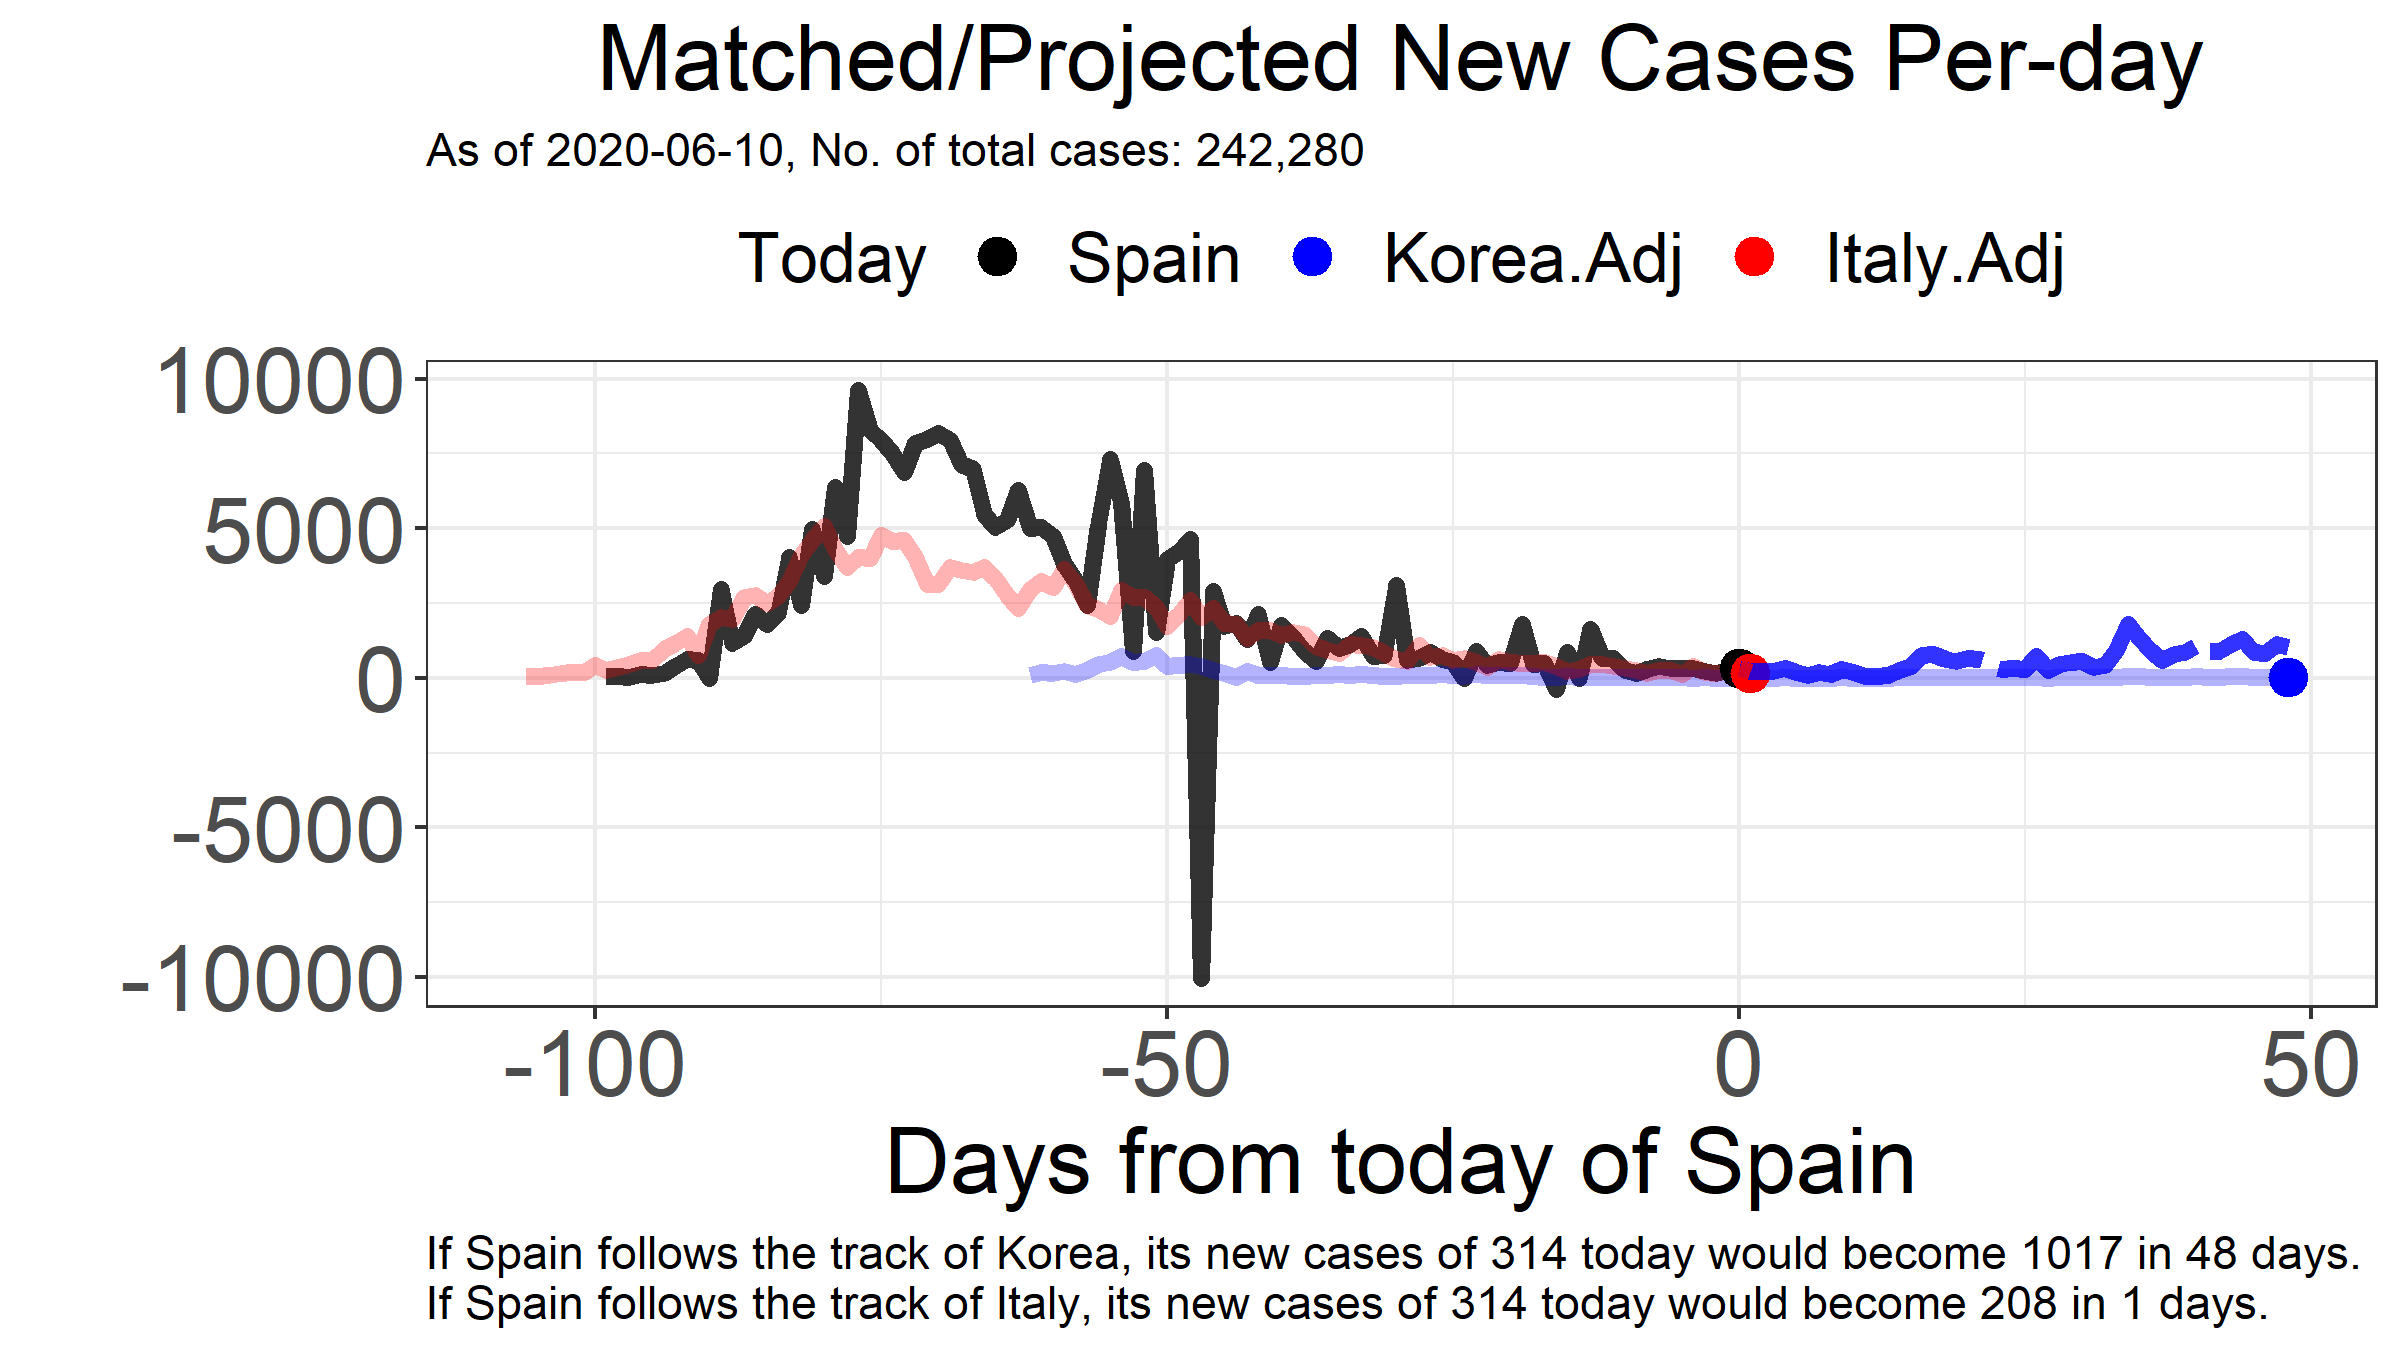 Matched/Projected New Cases Per-day
As of 2020-06-10, No. of total cases: 242,280
Today Spain Korea.Adj Italy.Adj
10000
5000
0
-5000
-10000
-100 -50 0 50
Days from today of Spain
If Spain follows the track of Korea, its new cases of 314 today would become 1017 in 48 days.
If Spain follows the track of Italy, its new cases of 314 today would become 208 in 1 days.